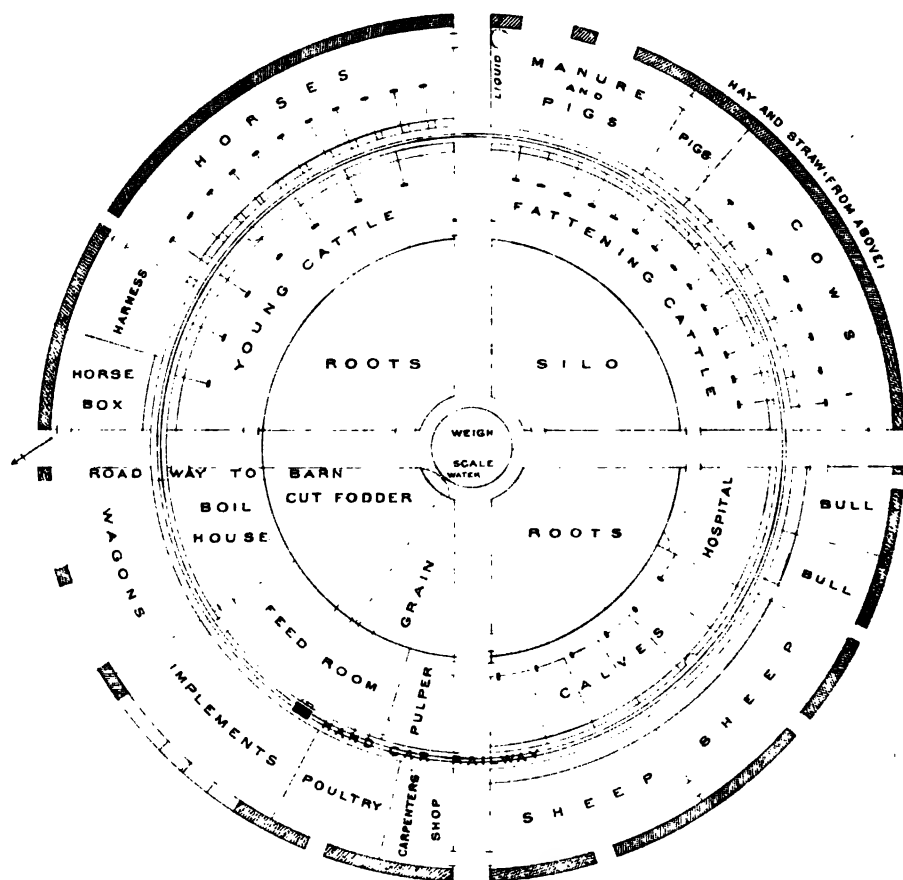 HORSES
LIQUID
MANURE
AND
PIGS
PIGS
HAY AND STRAW (FROM ABOVE)
COWS
YOUNG CATTLE
FATTENING CATTLE
HARNESS
HORSE
BOX
ROOTS
SILO
WEIGH
SCALE
WATER
ROAD WAY TO BARN
CUT FODDER
BOIL
HOUSE
WAGONS
ROOTS
HOSPITAL
BULL
BULL
GRAIN
FEED ROOM
PULPER
CALVES
SHEEP
SHEEP
IMPLEMENTS
HAND CAR RAILWAY
POULTRY
CARPENTERS
SHOP